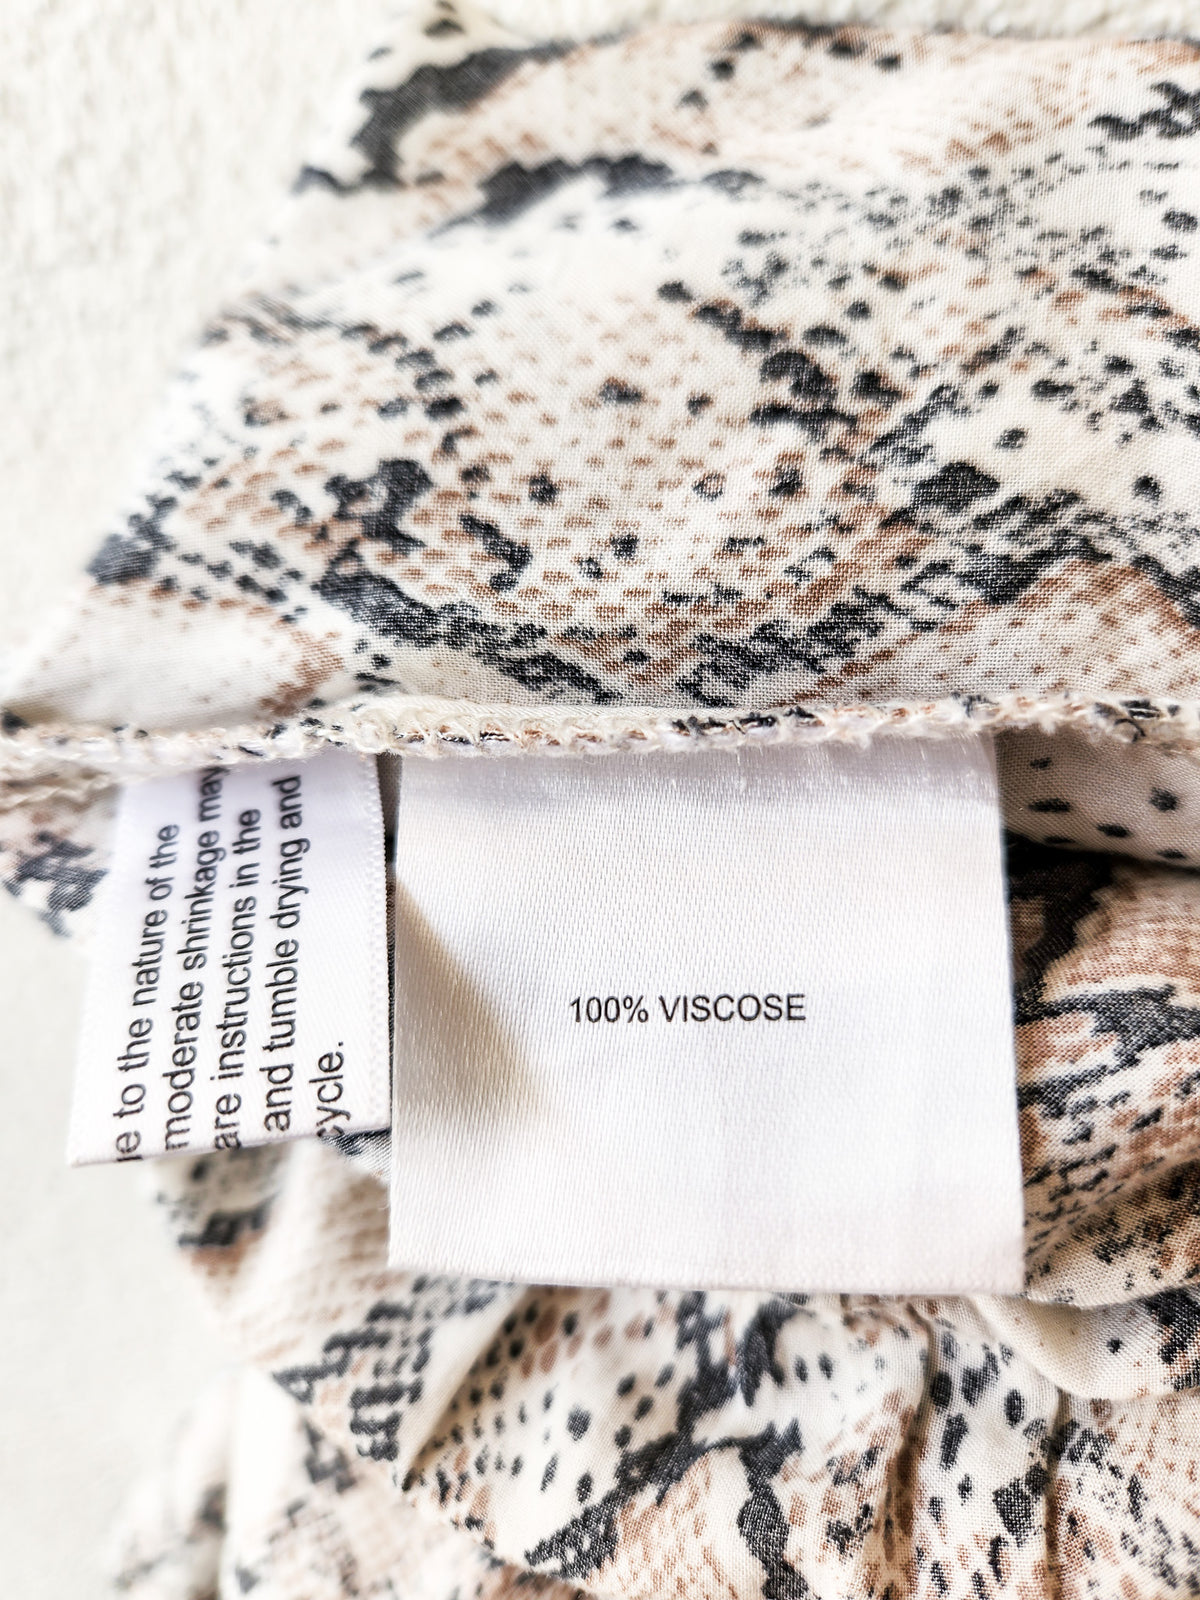 to the nature of the
moderate shrinkage may
are instructions in the
and tumble drying and
cycle.
100% VISCOSE